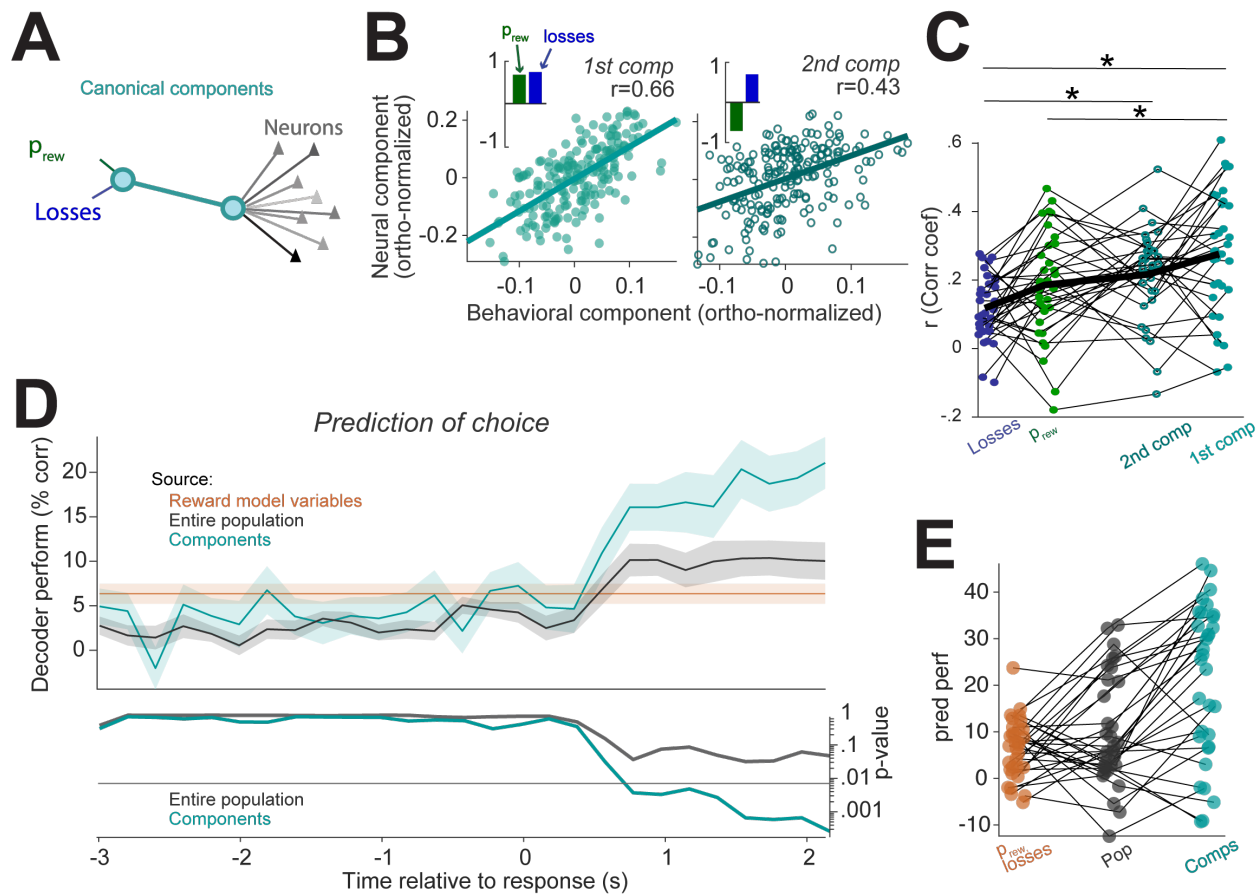 A
Canonical components
Neurons
p rew
Losses
B
p rew
losses
1st comp
r=0.66
2nd comp
r=0.43
1
-1
1
-1
Neural component
(ortho-normalized)
0.2
0
-0.2
-0.1
0
0.1
-0.1
0
0.1
Behavioral component (ortho-normalized)
C
*
*
*
r (Corr coef)
.6
.4
.2
0
-.2
Losses
p rew
2nd comp
1st comp
D
Prediction of choice
Decoder perform (% corr)
20
15
10
5
0
Source:
Reward model variables
Entire population
Components
1
.1
.01
.001
p-value
Entire population
Components
-3
-2
-1
0
1
2
Time relative to response (s)
E
pred perf
40
30
20
10
0
-10
p rew,
losses
Pop
Comps